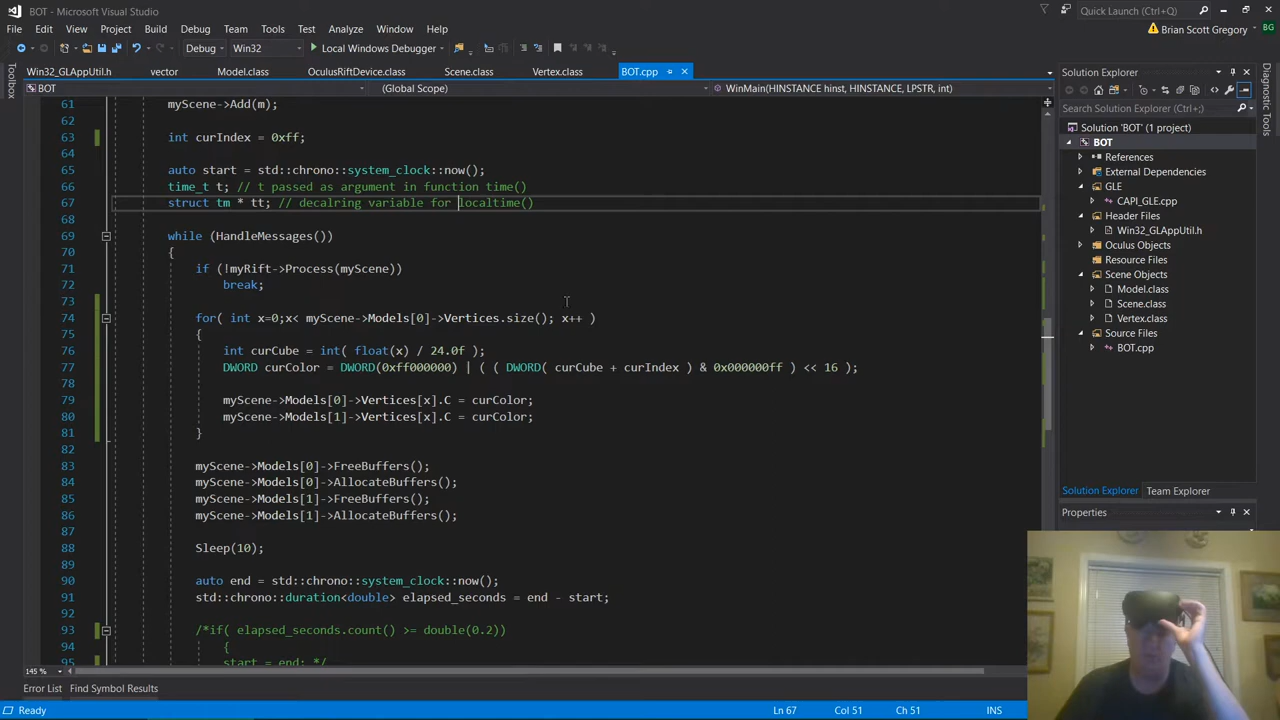 BOT - Microsoft Visual Studio
Quick Launch (Ctrl+Q)
File Edit View Project Build Debug Team Tools Test Analyze Window Help
Brian Scott Gregory BG
Debug Win32 Local Windows Debugger
Toolbox
Win32_GLAppUtil.h vector Model.class OculusRiftDevice.class Scene.class Vertex.class BOT.cpp
BOT (Global Scope) WinMain(HINSTANCE hinst, HINSTANCE, LPSTR, int)
61 myScene->Add(m);
62
63 int curIndex = 0xff;
64
65 auto start = std::chrono::system_clock::now();
66 time_t t; // t passed as argument in function time()
67 struct tm * tt; // decalring variable for localtime()
68
69 while (HandleMessages())
70 {
71 if (!myRift->Process(myScene))
72 break;
73
74 for( int x=0;x< myScene->Models[0]->Vertices.size(); x++ )
75 {
76 int curCube = int( float(x) / 24.0f );
77 DWORD curColor = DWORD(0xff000000) | ( ( DWORD( curCube + curIndex ) & 0x000000ff ) << 16 );
78
79 myScene->Models[0]->Vertices[x].C = curColor;
80 myScene->Models[1]->Vertices[x].C = curColor;
81 }
82
83 myScene->Models[0]->FreeBuffers();
84 myScene->Models[0]->AllocateBuffers();
85 myScene->Models[1]->FreeBuffers();
86 myScene->Models[1]->AllocateBuffers();
87
88 Sleep(10);
90 auto end = std::chrono::system_clock::now();
91 std::chrono::duration<double> elapsed_seconds = end - start;
92
93 /*if( elapsed_seconds.count() >= double(0.2))
94 {
95 start = end; */
145 %
Solution Explorer
Search Solution Explorer (Ctrl+;)
Solution 'BOT' (1 project)
BOT
References
External Dependencies
GLE
CAPI_GLE.cpp
Header Files
Win32_GLAppUtil.h
Oculus Objects
Resource Files
Scene Objects
Model.class
Scene.class
Vertex.class
Source Files
BOT.cpp
Solution Explorer Team Explorer
Properties
Diagnostic Tools
Error List Find Symbol Results
Ready Ln 67 Col 51 Ch 51 INS